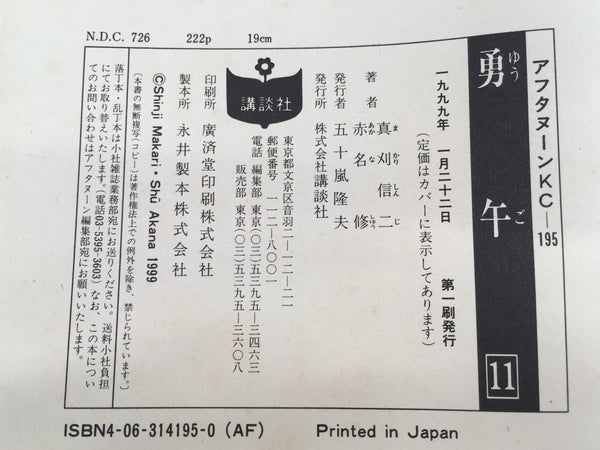 N.D.C. 726 222p 19cm
アフタヌーンKC—195
勇午
ゆうご
11
一九九九年 一月二十二日 第一刷発行
(定価はカバーに表示してあります)
著者 真刈信二
まかりしんじ
赤名 修
あかなしゅう
発行者 五十嵐隆夫
発行所 株式会社講談社
東京都文京区音羽二—一二—二一
郵便番号 一一二—八〇〇一
電話 編集部 東京(〇三)五三九五—三四六三
販売部 東京(〇三)五三九五—三六〇八
講談社
印刷所 廣済堂印刷株式会社
製本所 永井製本株式会社
©Shinji Makari・Shû Akana 1999
(本書の無断複写(コピー)は著作権法上での例外を除き、禁じられています。)
落丁本・乱丁本は小社雑誌業務部宛にお送りください。送料小社負担
にてお取り替えいたします。(電話03-5395-3603)なお、この本につい
てのお問い合わせはアフタヌーン編集部宛にお願いいたします。
ISBN4-06-314195-0 (AF) Printed in Japan